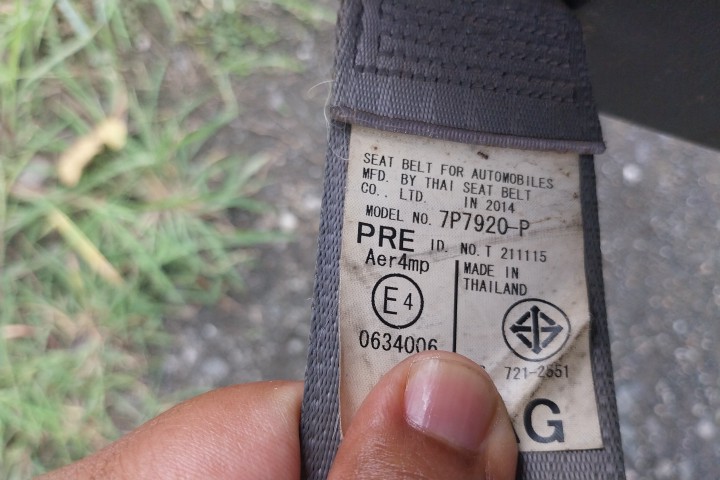 SEAT BELT FOR AUTOMOBILES
MFD. BY THAI SEAT BELT
CO., LTD. IN 2014
MODEL NO. 7P7920-P
PRE ID. NO. T 211115
Aer4mp
MADE IN
THAILAND
E4
0634006
721-2551
AG